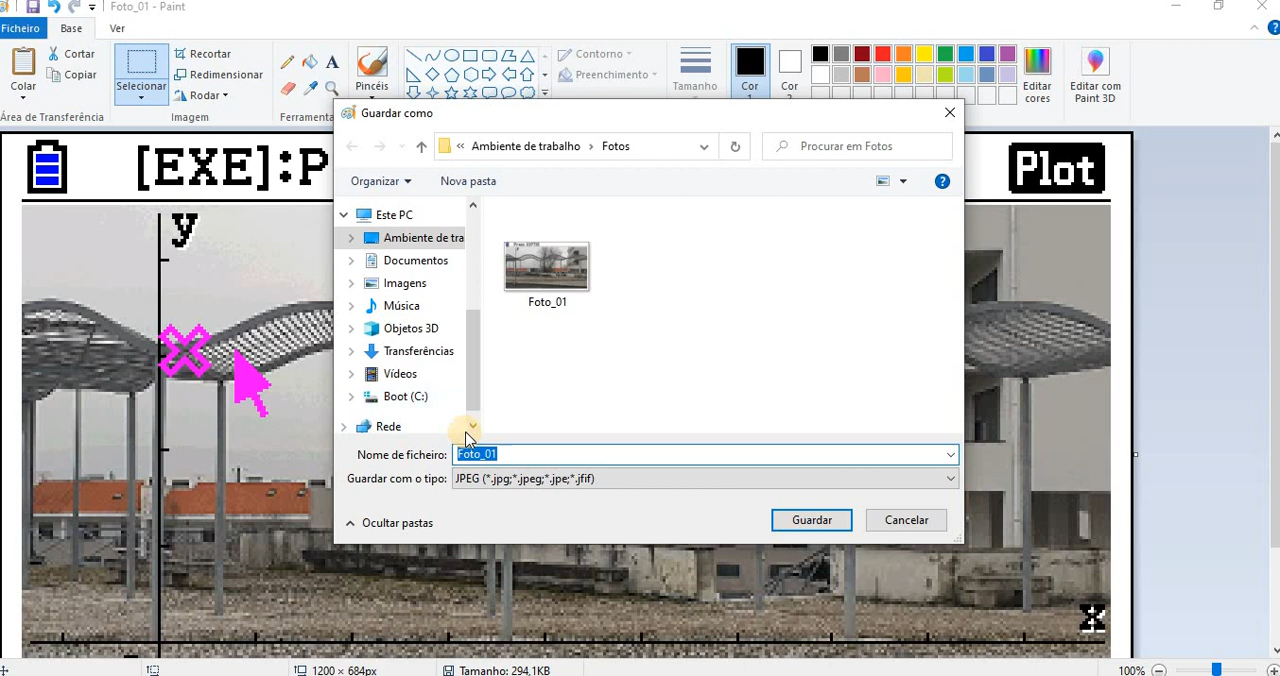 Foto_01 - Paint
Ficheiro Base Ver
Colar
Cortar
Copiar
Área de Transferência
Selecionar
Recortar
Redimensionar
Rodar
Imagem
Ferramenta
Pincéis
Contorno
Preenchimento
Tamanho
Cor 1
Cor 2
Editar cores
Editar com Paint 3D
[EXE]:P
Plot
y
x
Guardar como
« Ambiente de trabalho > Fotos
Procurar em Fotos
Organizar
Nova pasta
Este PC
Ambiente de tra
Documentos
Imagens
Música
Objetos 3D
Transferências
Vídeos
Boot (C:)
Rede
Foto_01
Nome de ficheiro: Foto_01
Guardar com o tipo: JPEG (*.jpg;*.jpeg;*.jpe;*.jfif)
Ocultar pastas
Guardar
Cancelar
1200 × 684px
Tamanho: 294,1KB
100%